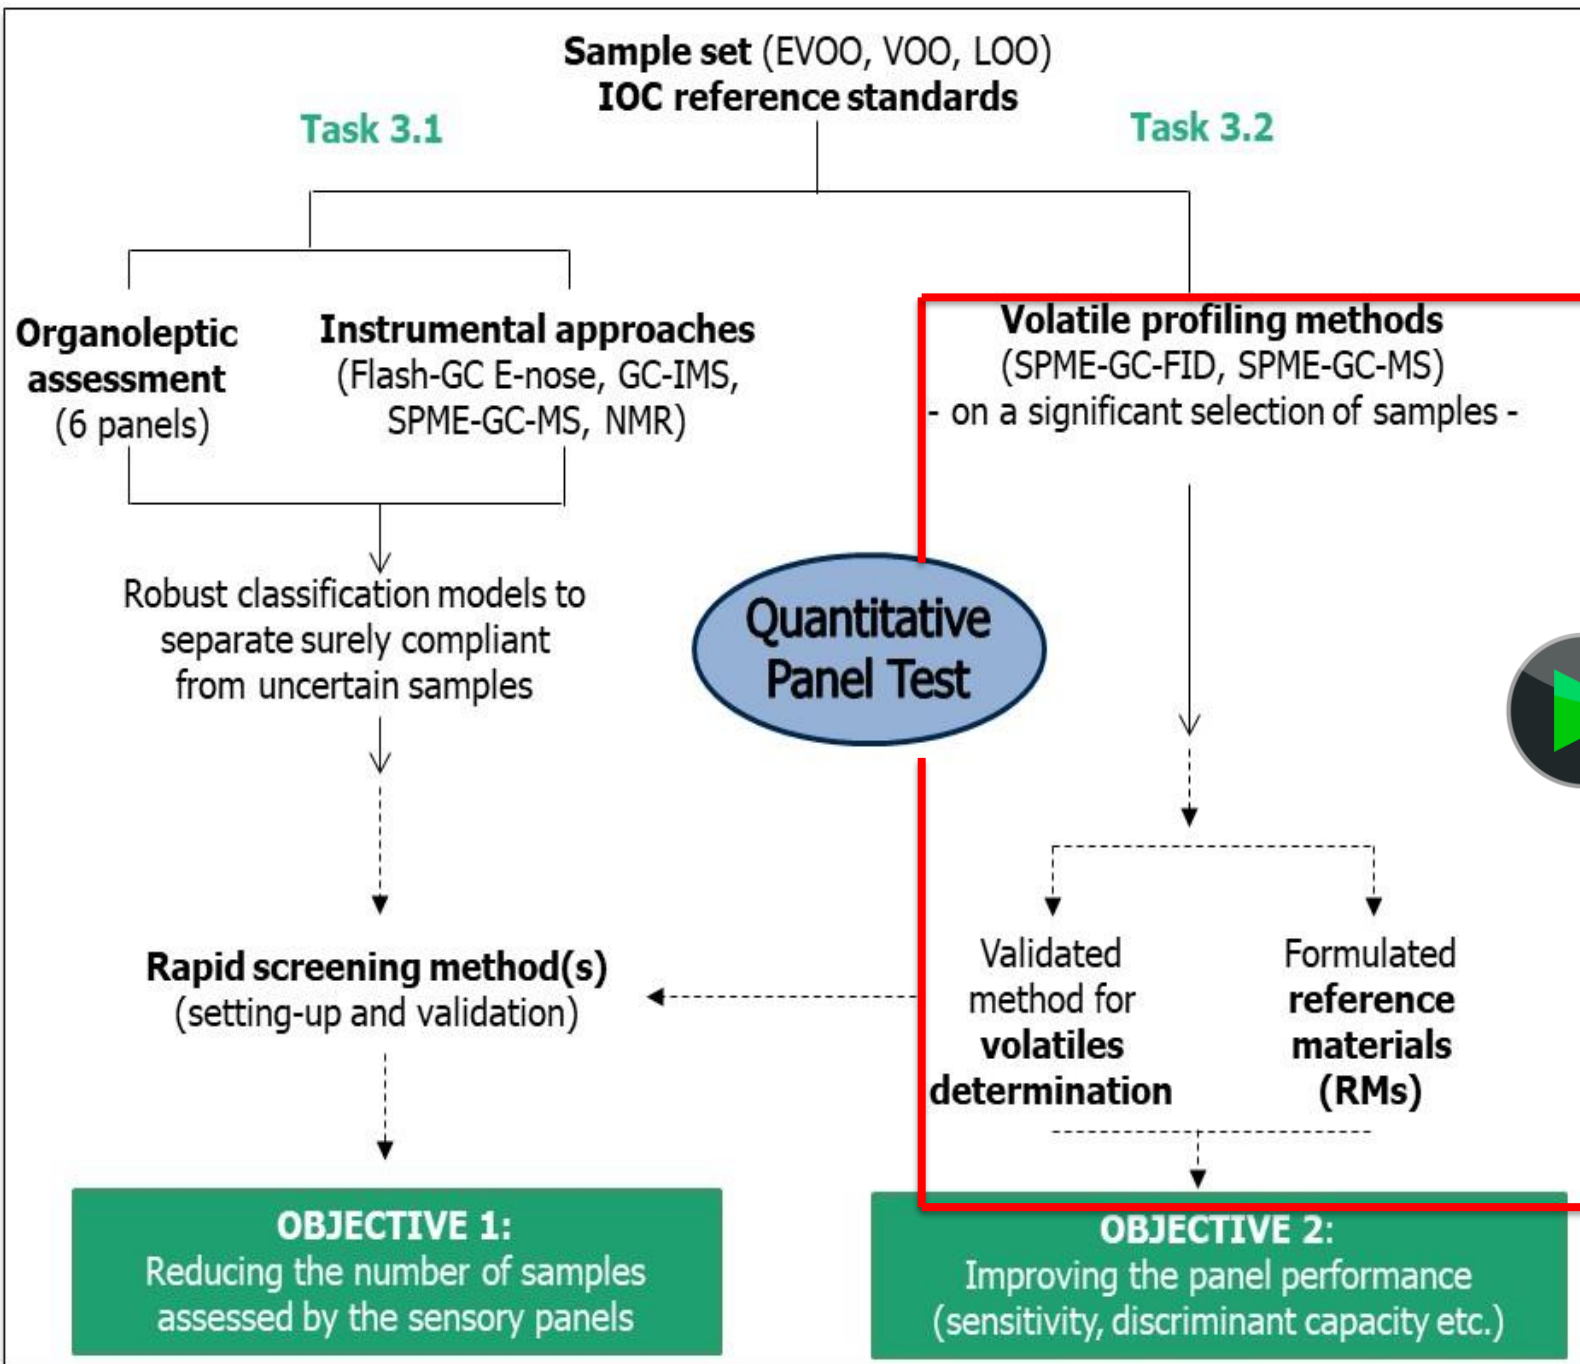 Sample set (EVOO, VOO, LOO)
IOC reference standards
Task 3.1
Task 3.2
Organoleptic
assessment
(6 panels)
Instrumental approaches
(Flash-GC E-nose, GC-IMS,
SPME-GC-MS, NMR)
Volatile profiling methods
(SPME-GC-FID, SPME-GC-MS)
- on a significant selection of samples -
Robust classification models to
separate surely compliant
from uncertain samples
Quantitative
Panel Test
Rapid screening method(s)
(setting-up and validation)
Validated
method for
volatiles
determination
Formulated
reference
materials
(RMs)
OBJECTIVE 1:
Reducing the number of samples
assessed by the sensory panels
OBJECTIVE 2:
Improving the panel performance
(sensitivity, discriminant capacity etc.)